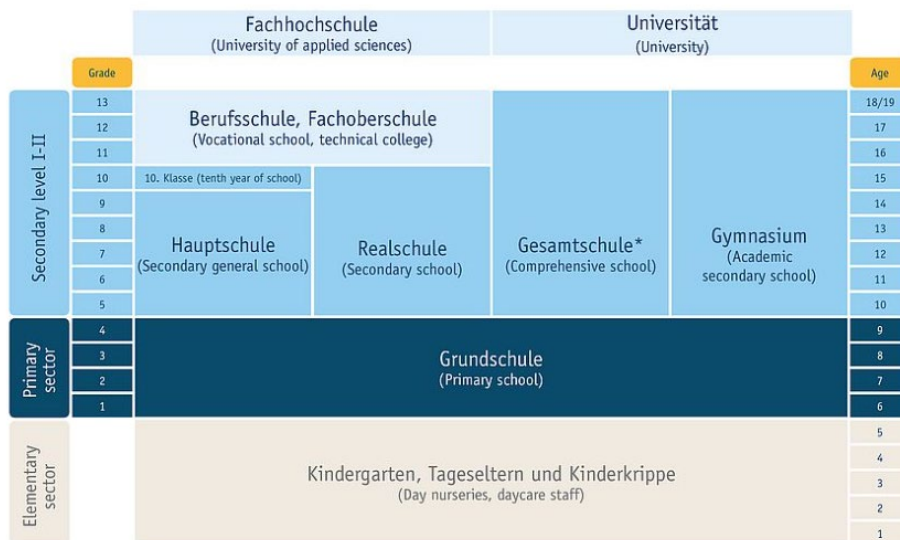 Fachhochschule
(University of applied sciences)
Universität
(University)
Grade
Age
Secondary level I-II
13
12
11
10
9
8
7
6
5
Berufsschule, Fachoberschule
(Vocational school, technical college)
10. Klasse (tenth year of school)
Hauptschule
(Secondary general school)
Realschule
(Secondary school)
Gesamtschule*
(Comprehensive school)
Gymnasium
(Academic
secondary school)
18/19
17
16
15
14
13
12
11
10
Primary
sector
4
3
2
1
Grundschule
(Primary school)
9
8
7
6
Elementary
sector
Kindergarten, Tageseltern und Kinderkrippe
(Day nurseries, daycare staff)
5
4
3
2
1